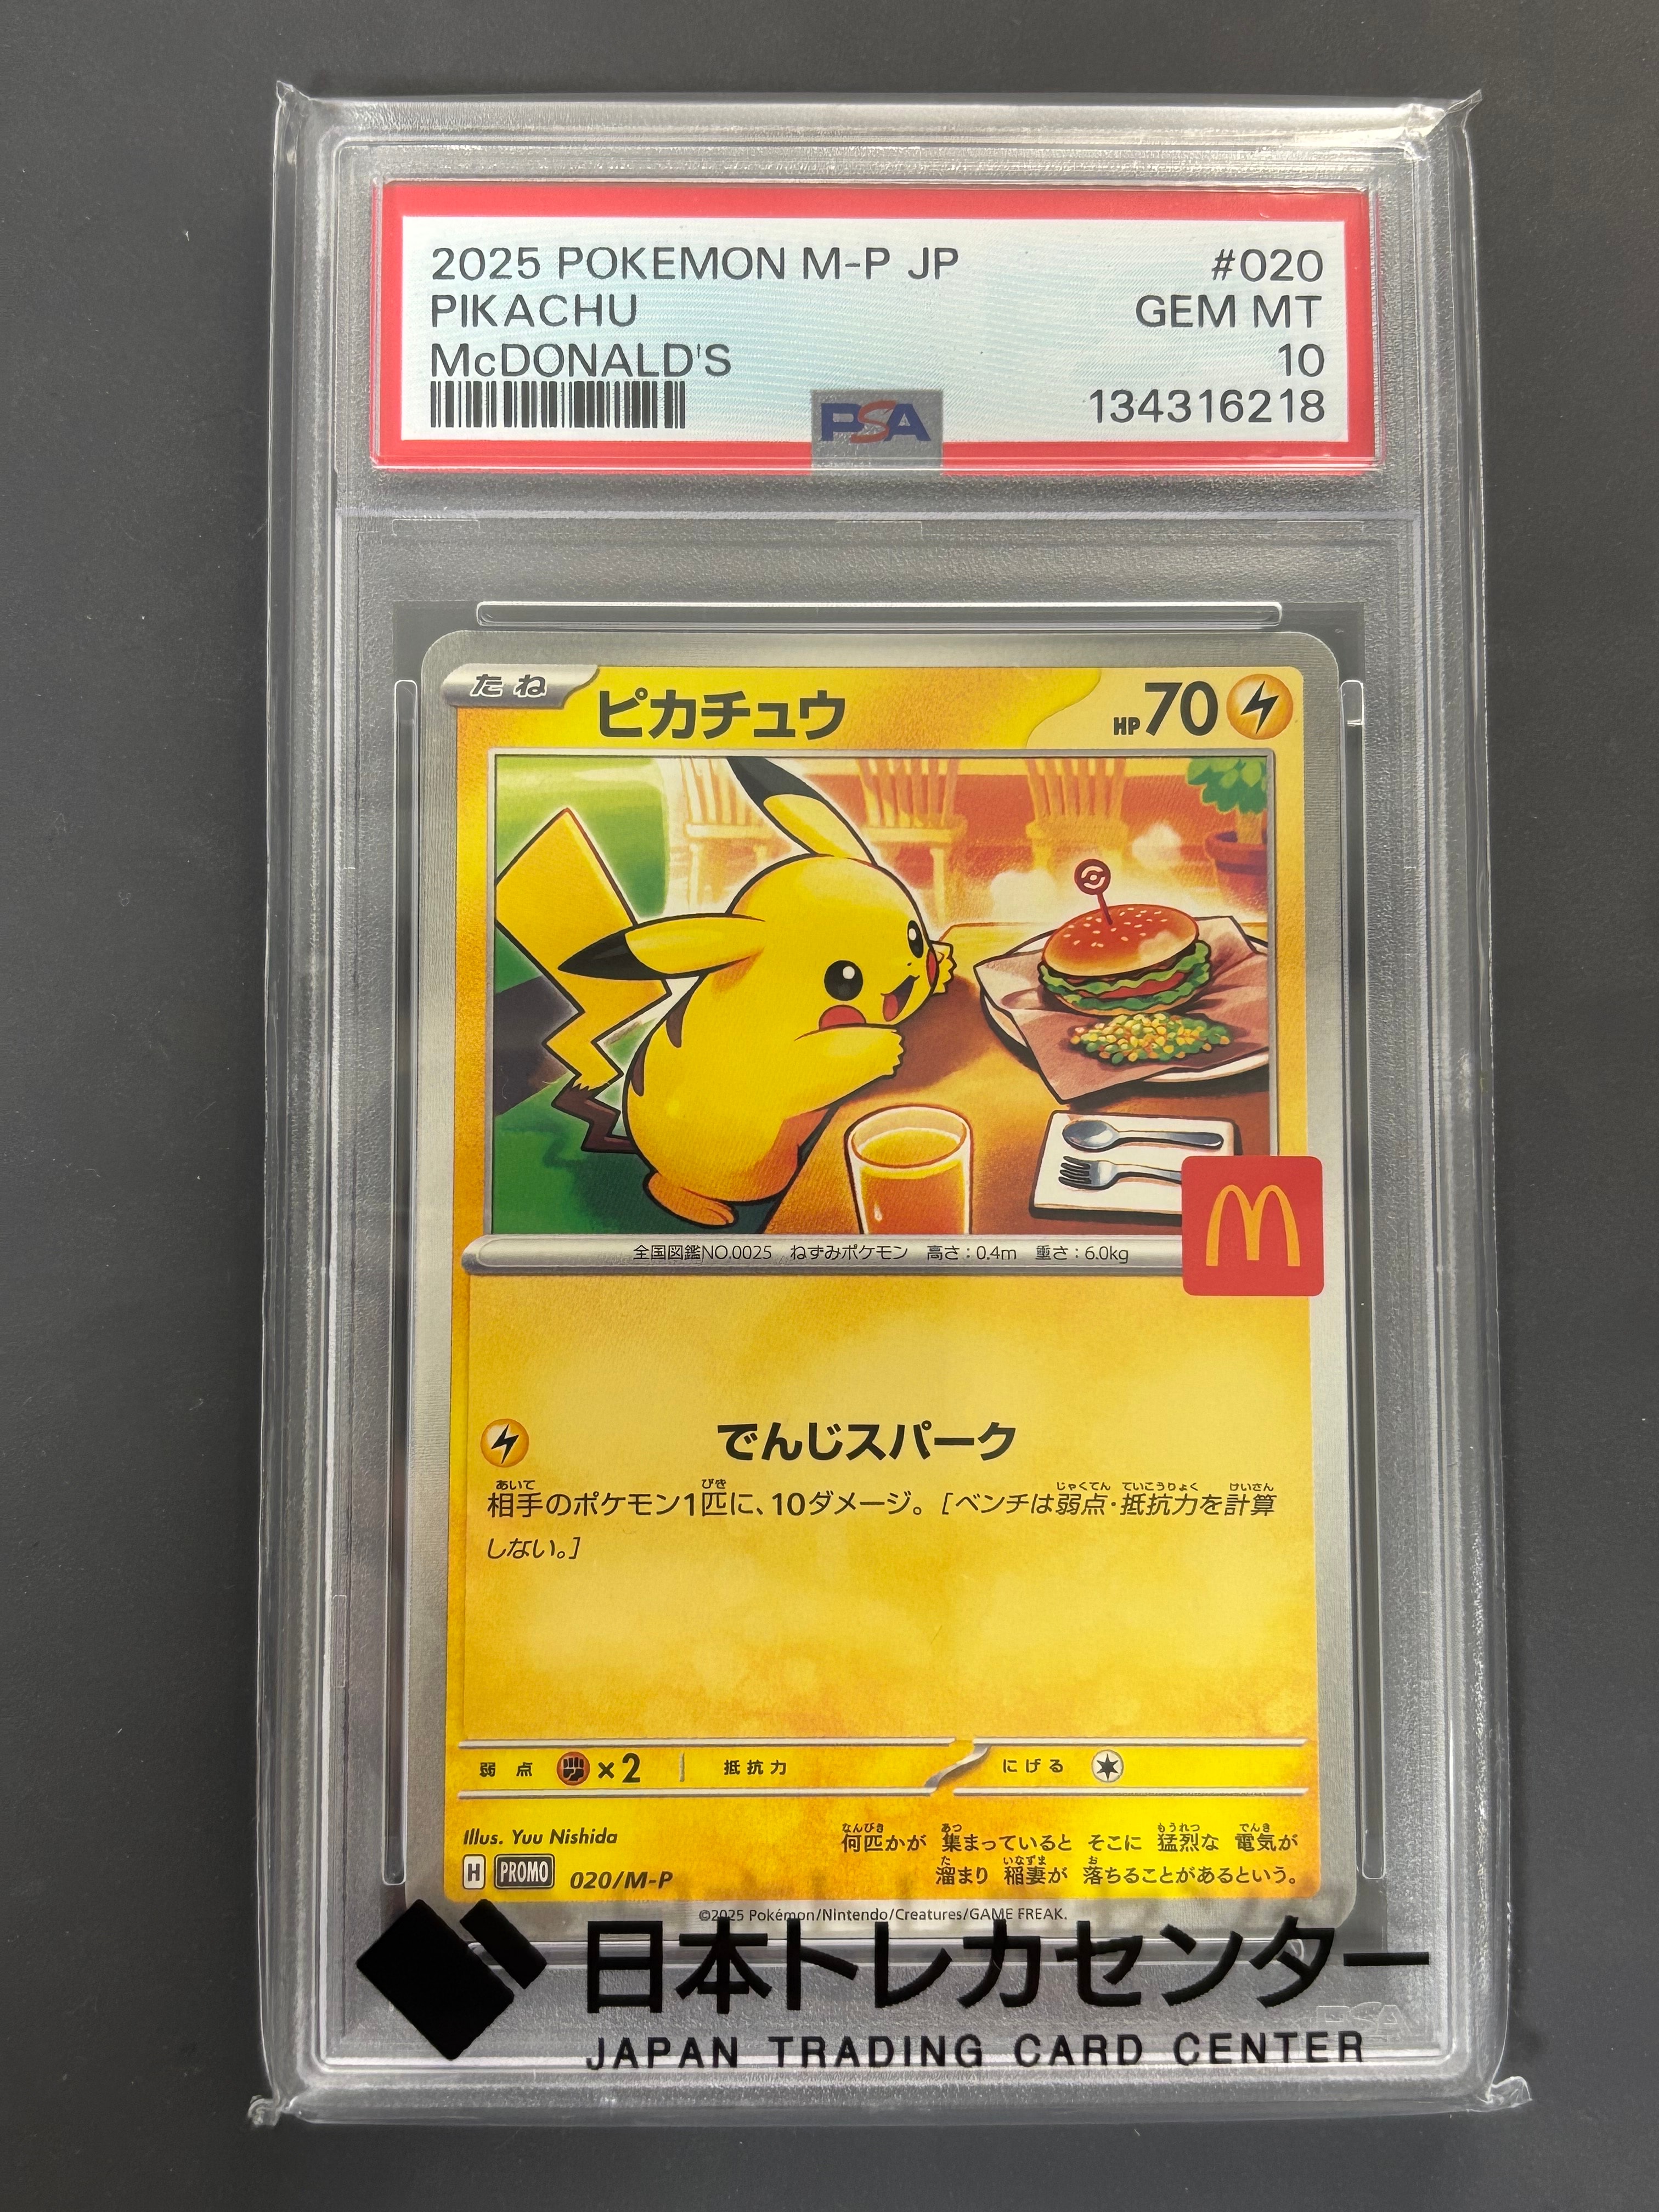 2025 POKEMON M-P JP #020
PIKACHU GEM MT
McDONALD'S 10
134316218
PSA
たね ピカチュウ HP70
M
全国図鑑NO.0025 ねずみポケモン 高さ:0.4m 重さ:6.0kg
でんじスパーク
相手のポケモン1匹に、10ダメージ。[ベンチは弱点・抵抗力を計算
しない。]
弱点 ×2 抵抗力 にげる
Illus. Yuu Nishida
何匹かが 集まっていると そこに 猛烈な 電気が
溜まり 稲妻が 落ちることがあるという。
H PROMO 020/M-P
©2025 Pokémon/Nintendo/Creatures/GAME FREAK.
日本トレカセンター
PSA
JAPAN TRADING CARD CENTER